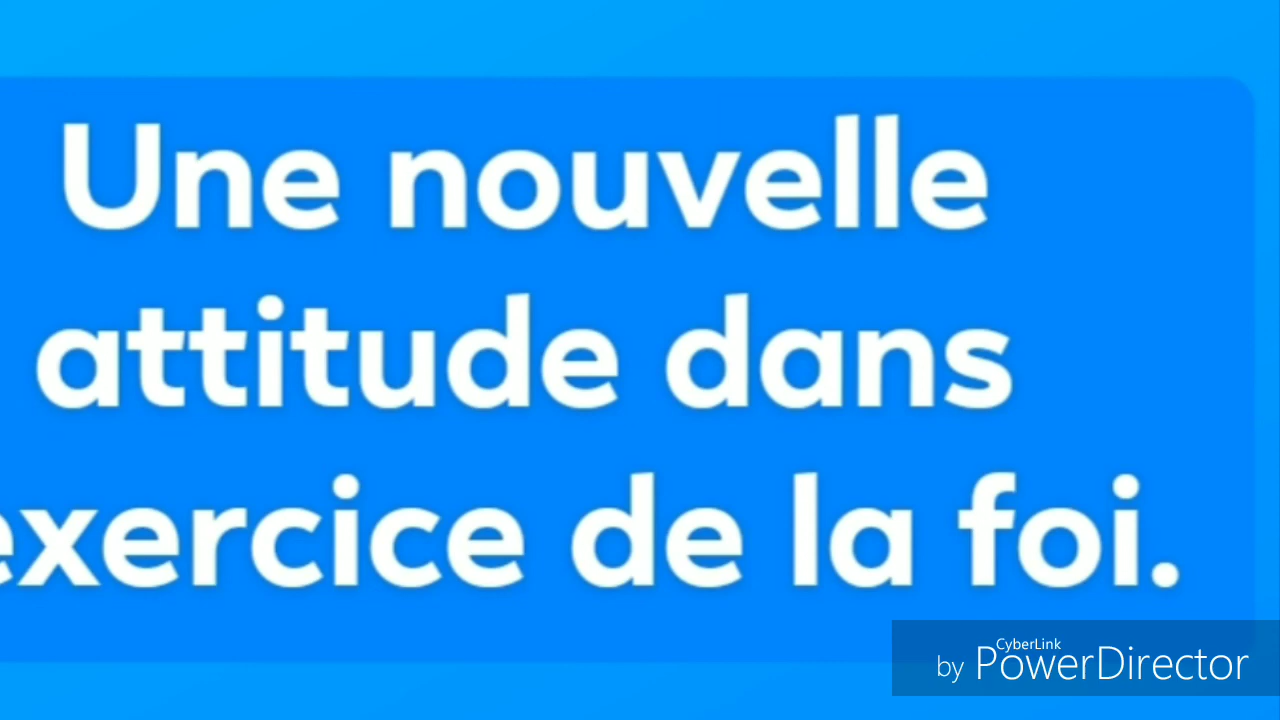 Une nouvelle
attitude dans
exercice de la foi.
by CyberLink PowerDirector